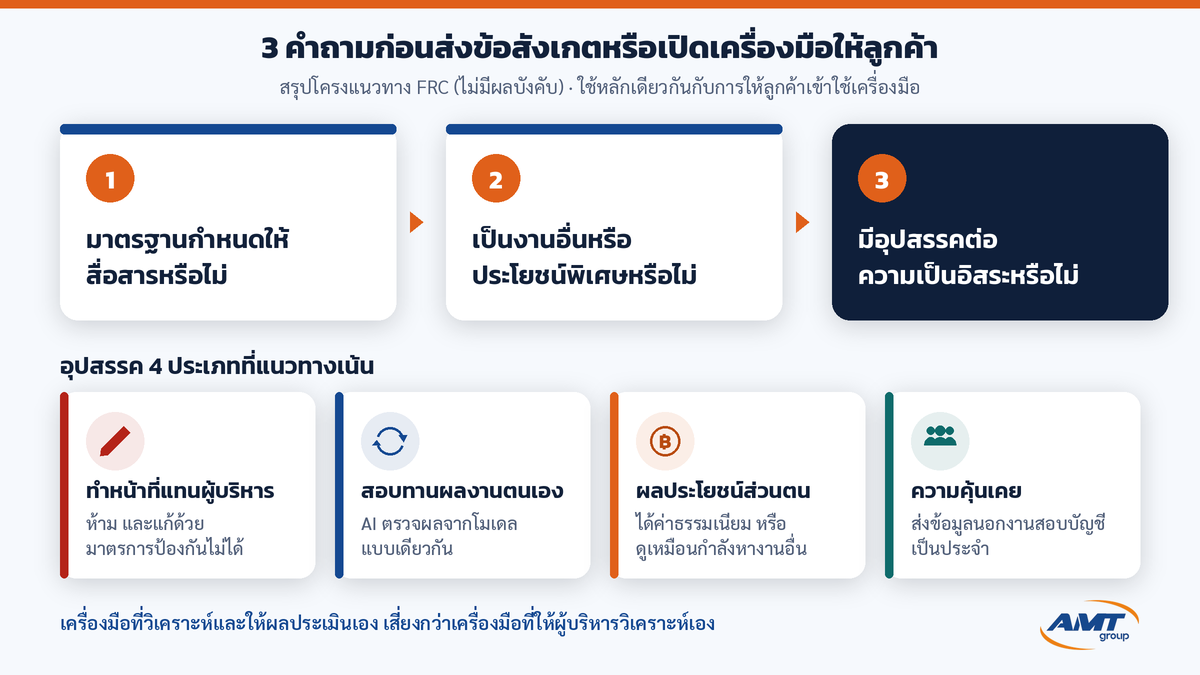 3 คำถามก่อนส่งข้อสังเกตหรือเปิดเครื่องมือให้ลูกค้า
สรุปโครงแนวทาง FRC (ไม่มีผลบังคับ) · ใช้หลักเดียวกันกับการให้ลูกค้าเข้าใช้เครื่องมือ
1
มาตรฐานกำหนดให้
สื่อสารหรือไม่
2
เป็นงานอื่นหรือ
ประโยชน์พิเศษหรือไม่
3
มีอุปสรรคต่อ
ความเป็นอิสระหรือไม่
อุปสรรค 4 ประเภทที่แนวทางเน้น
ทำหน้าที่แทนผู้บริหาร
ห้าม และแก้ด้วย
มาตรการป้องกันไม่ได้
สอบทานผลงานตนเอง
AI ตรวจผลจากโมเดล
แบบเดียวกัน
ผลประโยชน์ส่วนตน
ได้ค่าธรรมเนียม หรือ
ดูเหมือนกำลังหางานอื่น
ความคุ้นเคย
ส่งข้อมูลนอกงานสอบบัญชี
เป็นประจำ
เครื่องมือที่วิเคราะห์และให้ผลประเมินเอง เสี่ยงกว่าเครื่องมือที่ให้ผู้บริหารวิเคราะห์เอง
AMT
group